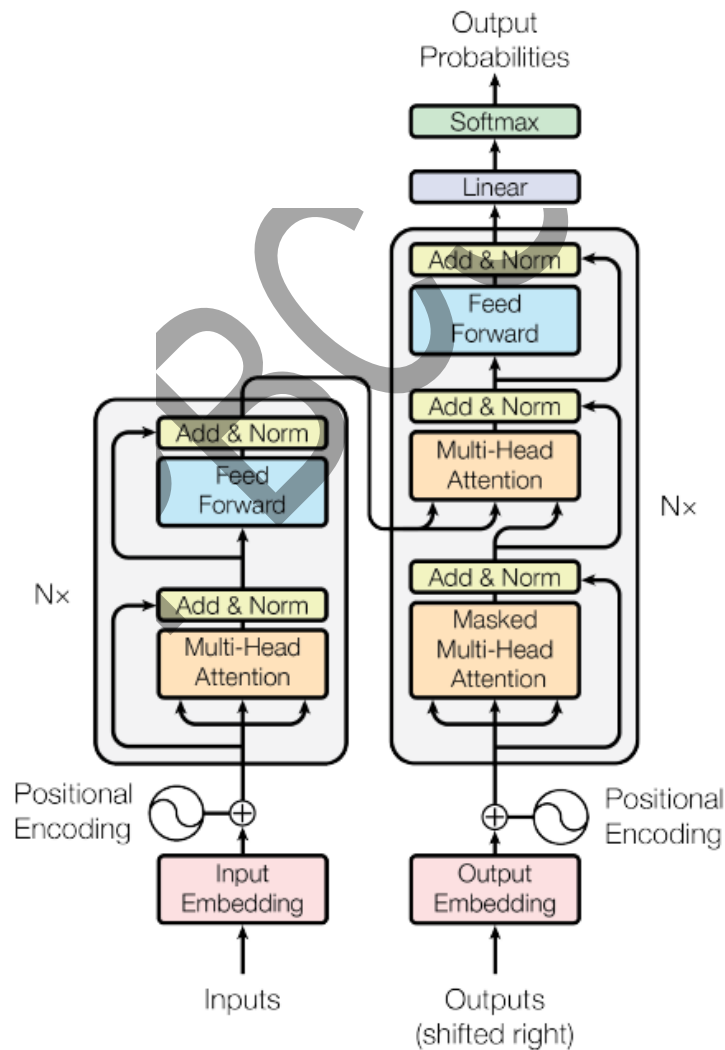 Output
Probabilities
Softmax
Linear
Add & Norm
Feed
Forward
Add & Norm
Multi-Head
Attention
Add & Norm
Masked
Multi-Head
Attention
Nx
Add & Norm
Feed
Forward
Add & Norm
Multi-Head
Attention
Nx
Positional
Encoding
Positional
Encoding
Input
Embedding
Output
Embedding
Inputs
Outputs
(shifted right)